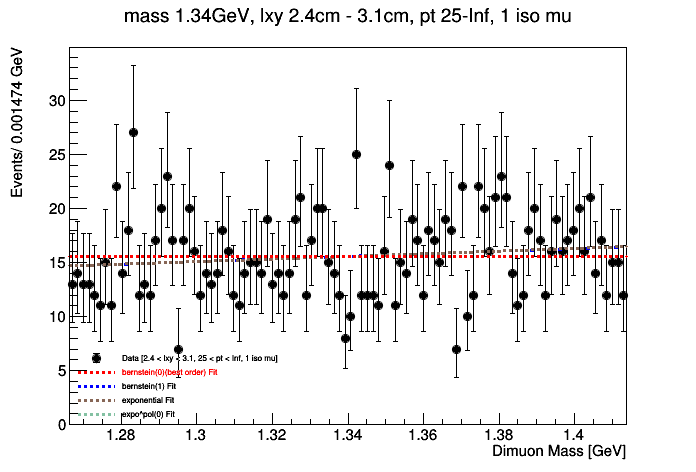 mass 1.34GeV, lxy 2.4cm - 3.1cm, pt 25-Inf, 1 iso mu
Events/ 0.001474 GeV
30
25
20
15
10
5
0
Data [2.4 < lxy < 3.1, 25 < pt < Inf, 1 iso mu]
bernstein(0)(best order) Fit
bernstein(1) Fit
exponential Fit
expo*pol(0) Fit
1.28 1.3 1.32 1.34 1.36 1.38 1.4
Dimuon Mass [GeV]